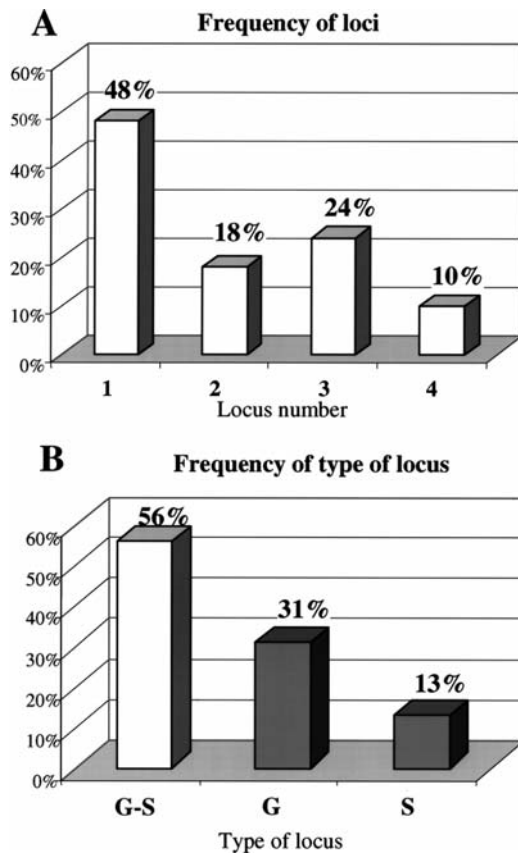 A
Frequency of loci
60%
50%
40%
30%
20%
10%
0%
48%
18%
24%
10%
1 2 3 4
Locus number
B
Frequency of type of locus
60%
50%
40%
30%
20%
10%
0%
56%
31%
13%
G-S G S
Type of locus